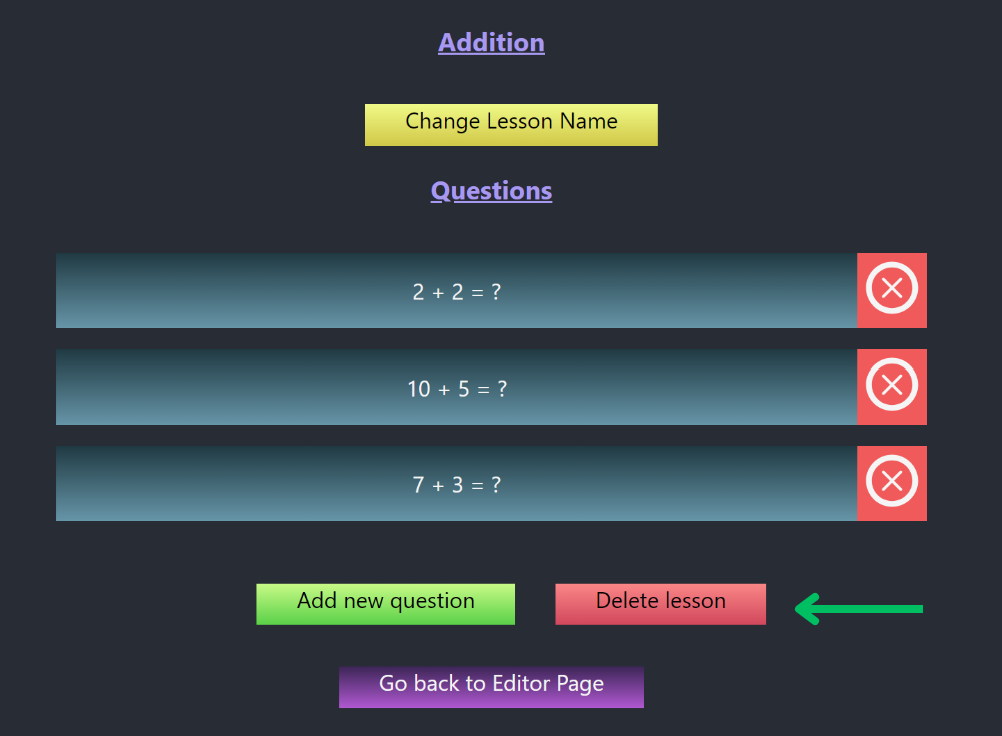 Addition
Change Lesson Name
Questions
2 + 2 = ?
10 + 5 = ?
7 + 3 = ?
Add new question Delete lesson
Go back to Editor Page